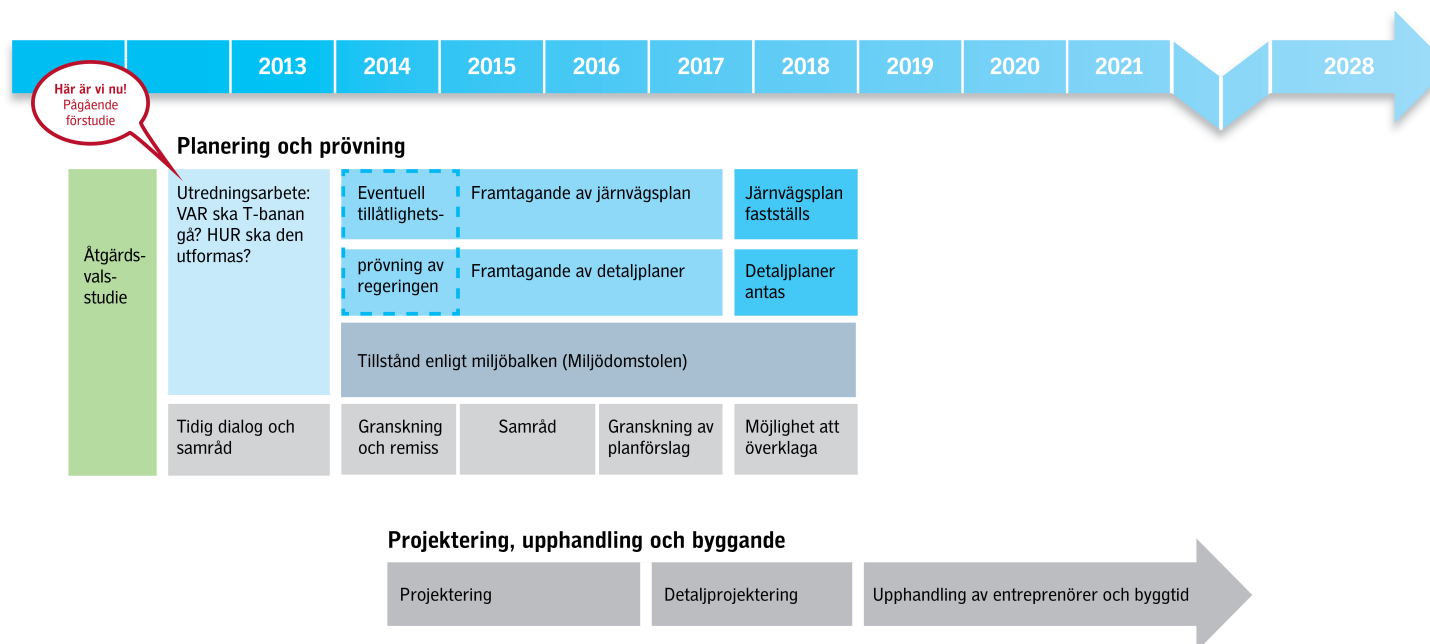 2013 2014 2015 2016 2017 2018 2019 2020 2021 2028
Här är vi nu!
Pågående
förstudie
Planering och prövning
Åtgärds-
vals-
studie
Utredningsarbete:
VAR ska T-banan
gå? HUR ska den
utformas?
Eventuell
tillåtlighets-
prövning av
regeringen
Framtagande av järnvägsplan
Järnvägsplan
fastställs
Framtagande av detaljplaner
Detaljplaner
antas
Tillstånd enligt miljöbalken (Miljödomstolen)
Tidig dialog och
samråd
Granskning
och remiss
Samråd
Granskning av
planförslag
Möjlighet att
överklaga
Projektering, upphandling och byggande
Projektering
Detaljprojektering
Upphandling av entreprenörer och byggtid